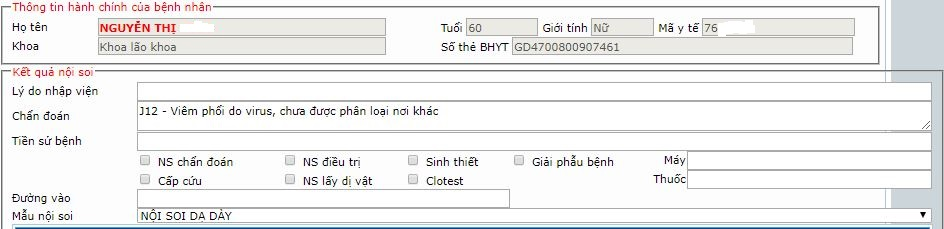 Thông tin hành chính của bệnh nhân
Họ tên NGUYỄN THỊ Tuổi 60 Giới tính Nữ Mã y tế 76
Khoa Khoa lão khoa Số thẻ BHYT GD4700800907461
Kết quả nội soi
Lý do nhập viện
Chẩn đoán J12 - Viêm phổi do virus, chưa được phân loại nơi khác
Tiền sử bệnh
NS chẩn đoán NS điều trị Sinh thiết Giải phẫu bệnh Máy
Cấp cứu NS lấy dị vật Clotest Thuốc
Đường vào
Mẫu nội soi NỘI SOI DẠ DÀY